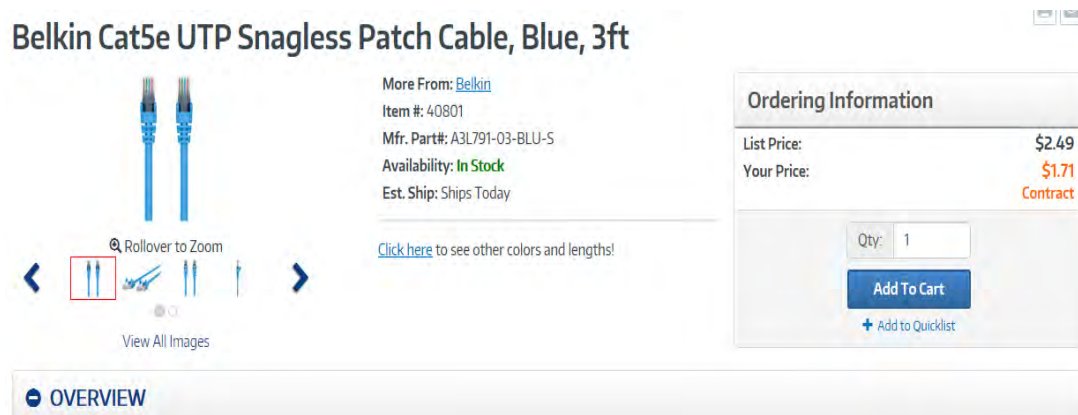 Belkin Cat5e UTP Snagless Patch Cable, Blue, 3ft
Rollover to Zoom
View All Images
More From: Belkin
Item #: 40801
Mfr. Part#: A3L791-03-BLU-S
Availability: In Stock
Est. Ship: Ships Today
Click here to see other colors and lengths!
Ordering Information
List Price: $2.49
Your Price: $1.71
Contract
Qty: 1
Add To Cart
+ Add to Quicklist
OVERVIEW